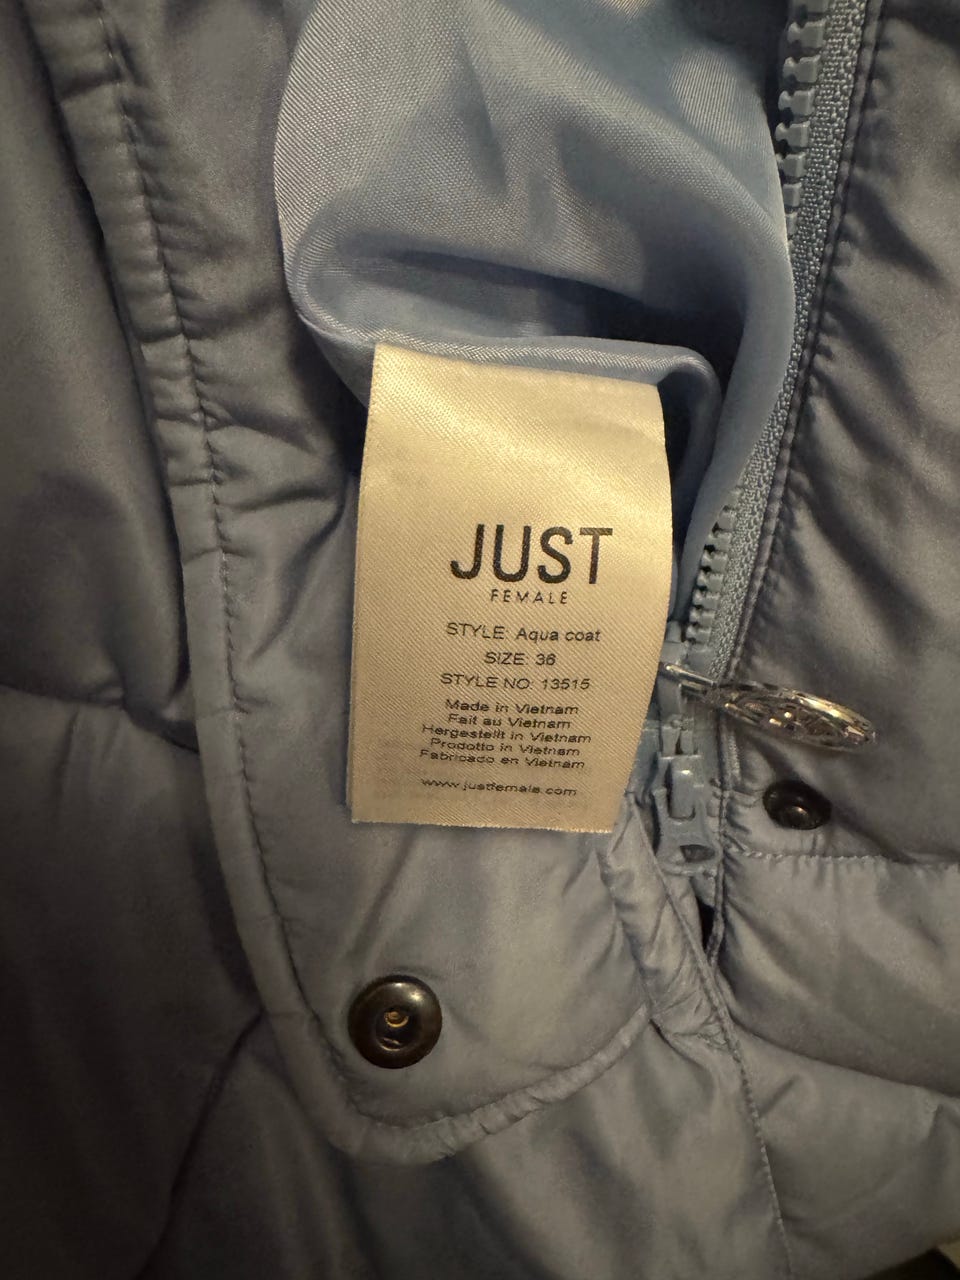 JUST
FEMALE
STYLE: Aqua coat
SIZE: 36
STYLE NO: 13515
Made in Vietnam
Fait au Vietnam
Hergestellt in Vietnam
Prodotto in Vietnam
Fabricado en Vietnam
www.justfemale.com